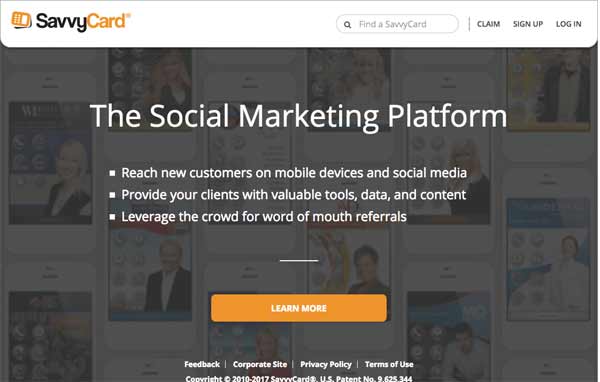 SavvyCard®
Find a SavvyCard
CLAIM SIGN UP LOG IN
The Social Marketing Platform
Reach new customers on mobile devices and social media
Provide your clients with valuable tools, data, and content
Leverage the crowd for word of mouth referrals
LEARN MORE
Feedback | Corporate Site | Privacy Policy | Terms of Use
Copyright © 2010-2017 SavvyCard®, U.S. Patent No. 9,625,344